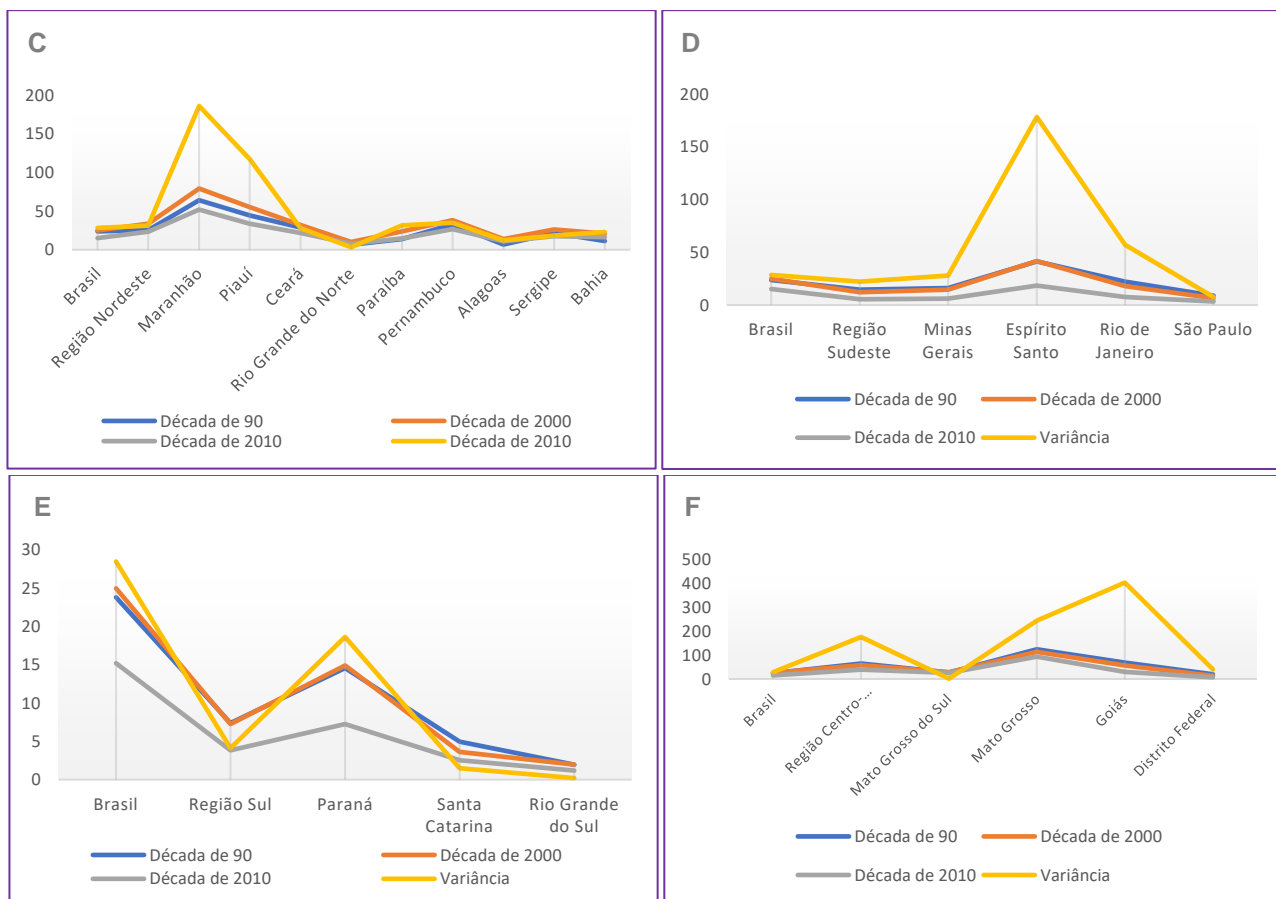 C
200
150
100
50
0
Brasil
Região Nordeste
Maranhão
Piauí
Ceará
Rio Grande do Norte
Paraíba
Pernambuco
Alagoas
Sergipe
Bahia
Década de 90
Década de 2000
Década de 2010
Década de 2010
D
200
150
100
50
0
Brasil
Região
Sudeste
Minas
Gerais
Espírito
Santo
Rio de
Janeiro
São Paulo
Década de 90
Década de 2000
Década de 2010
Variância
E
30
25
20
15
10
5
0
Brasil
Região Sul
Paraná
Santa
Catarina
Rio Grande
do Sul
Década de 90
Década de 2000
Década de 2010
Variância
F
500
400
300
200
100
0
Brasil
Região Centro-...
Mato Grosso do Sul
Mato Grosso
Goiás
Distrito Federal
Década de 90
Década de 2000
Década de 2010
Variância